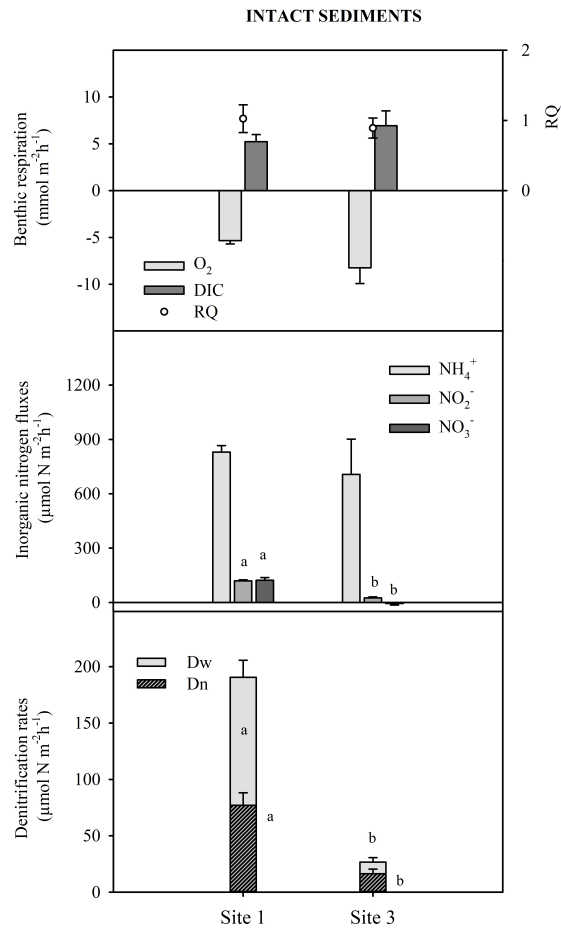 INTACT SEDIMENTS
Benthic respiration
(mmol m⁻²h⁻¹)
10
5
0
-5
-10
2
1
0
RQ
O₂
DIC
RQ
Inorganic nitrogen fluxes
(µmol N m⁻²h⁻¹)
1200
900
600
300
0
NH₄⁺
NO₂⁻
NO₃⁻
a a
b b
Denitrification rates
(µmol N m⁻²h⁻¹)
200
150
100
50
0
Dw
Dn
a
a
b
b
Site 1 Site 3